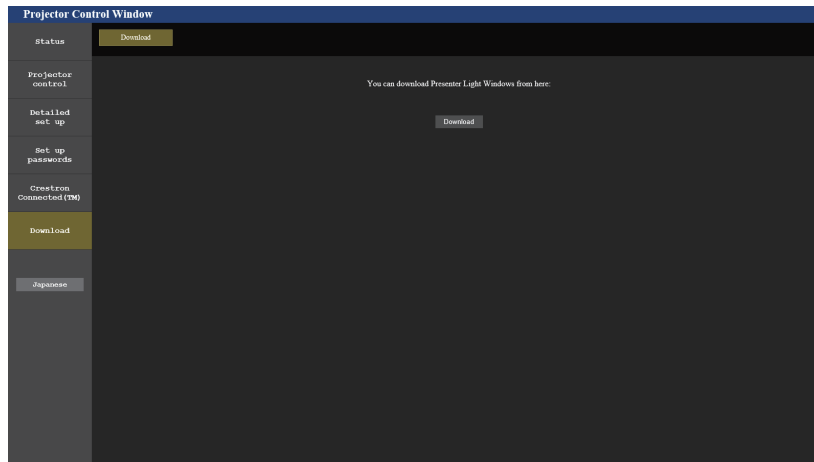 Projector Control Window
Status
Download
Projector
control
You can download Presenter Light Windows from here:
Detailed
set up
Download
Set up
passwords
Crestron
Connected(TM)
Download
Japanese